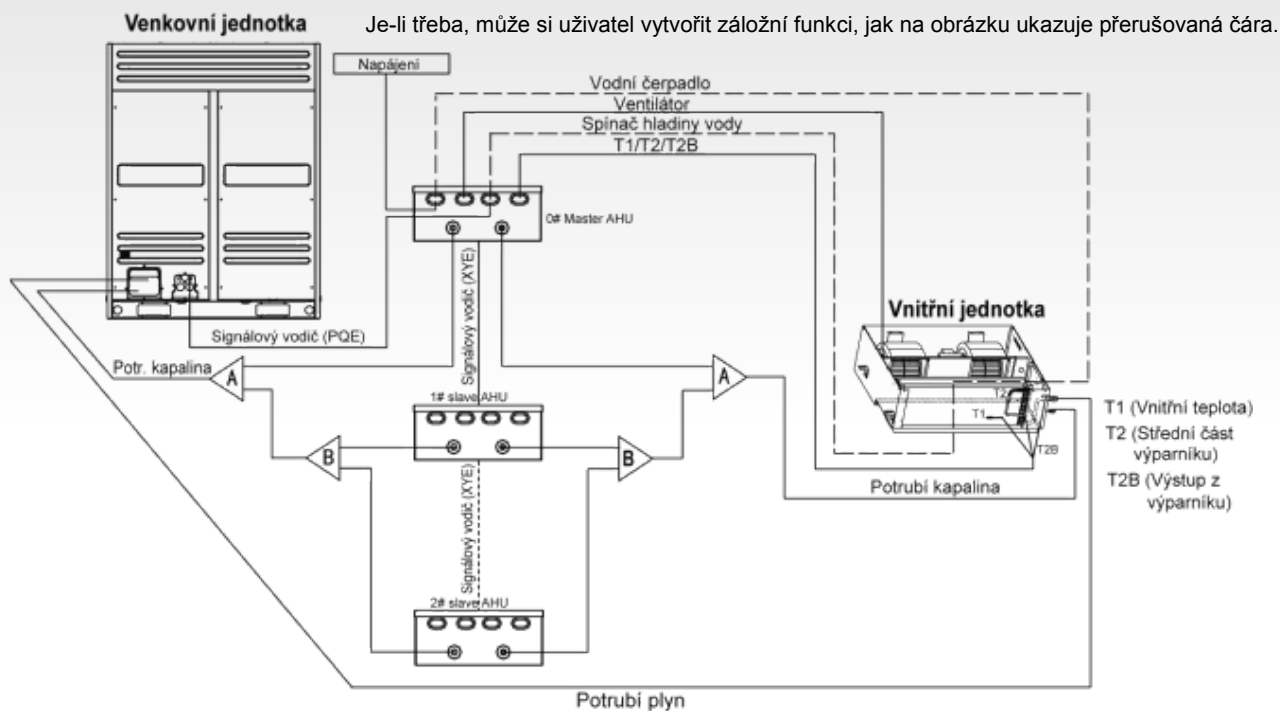 Venkovní jednotka
Je-li třeba, může si uživatel vytvořit záložní funkci, jak na obrázku ukazuje přerušovaná čára.
Napájení
Vodní čerpadlo
Ventilátor
Spínač hladiny vody
T1/T2/T2B
0# Master AHU
Signálový vodič (XYE)
Signálový vodič (PQE)
Vnitřní jednotka
Potr. kapalina
A
A
1# slave AHU
T2
T1
T2B
T1 (Vnitřní teplota)
T2 (Střední část
výparníku)
T2B (Výstup z
výparníku)
B
B
Potrubí kapalina
Signálový vodič (XYE)
2# slave AHU
Potrubí plyn